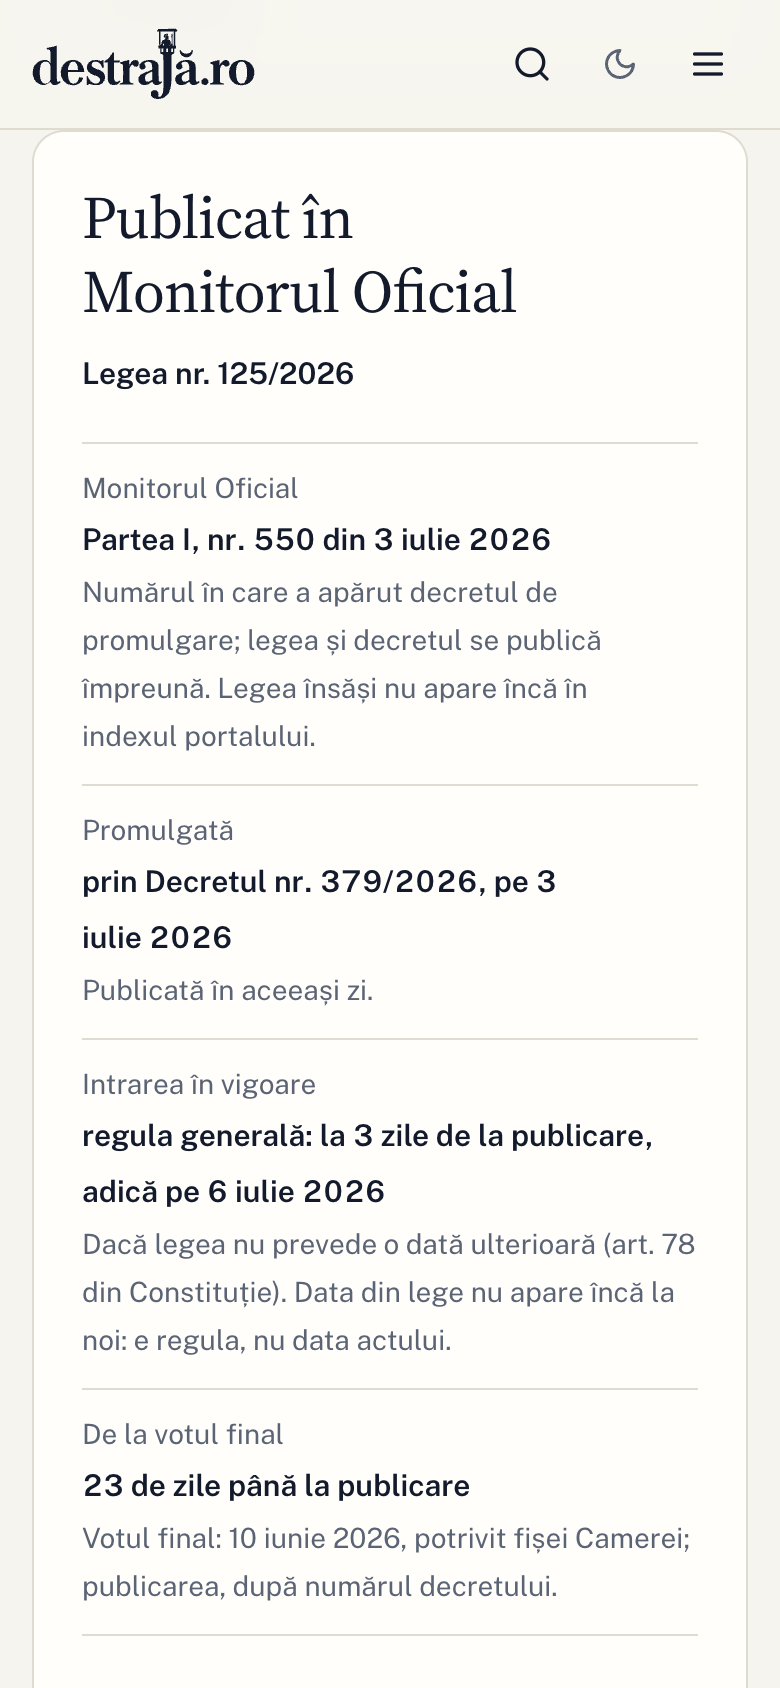 destrajă.ro
Publicat în
Monitorul Oficial
Legea nr. 125/2026
Monitorul Oficial
Partea I, nr. 550 din 3 iulie 2026
Numărul în care a apărut decretul de
promulgare; legea și decretul se publică
împreună. Legea însăși nu apare încă în
indexul portalului.
Promulgată
prin Decretul nr. 379/2026, pe 3
iulie 2026
Publicată în aceeași zi.
Intrarea în vigoare
regula generală: la 3 zile de la publicare,
adică pe 6 iulie 2026
Dacă legea nu prevede o dată ulterioară (art. 78
din Constituție). Data din lege nu apare încă la
noi: e regula, nu data actului.
De la votul final
23 de zile până la publicare
Votul final: 10 iunie 2026, potrivit fișei Camerei;
publicarea, după numărul decretului.